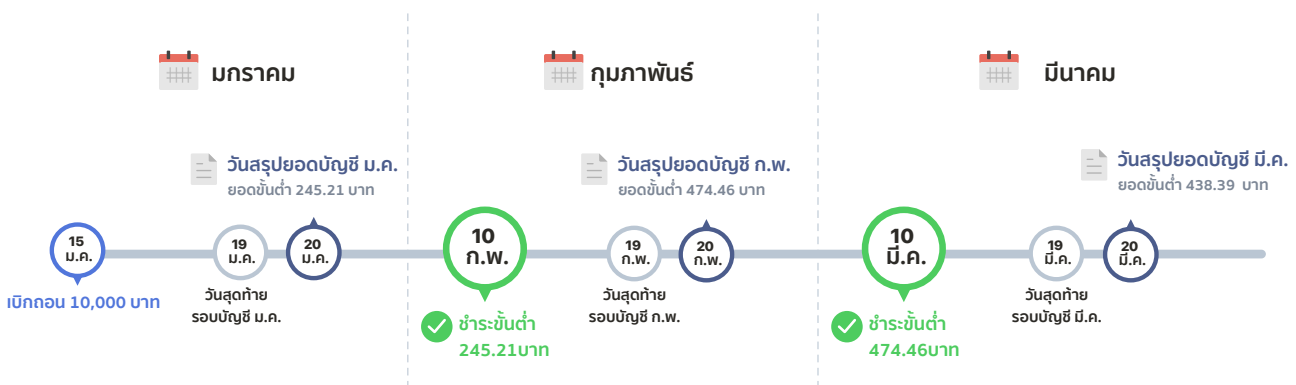 มกราคม
กุมภาพันธ์
มีนาคม
วันสรุปยอดบัญชี ม.ค.
ยอดขั้นต่ำ 245.21 บาท
วันสรุปยอดบัญชี ก.พ.
ยอดขั้นต่ำ 474.46 บาท
วันสรุปยอดบัญชี มี.ค.
ยอดขั้นต่ำ 438.39 บาท
15
ม.ค.
19
ม.ค.
20
ม.ค.
10
ก.พ.
19
ก.พ.
20
ก.พ.
10
มี.ค.
19
มี.ค.
20
มี.ค.
เบิกถอน 10,000 บาท
วันสุดท้าย
รอบบัญชี ม.ค.
ชำระขั้นต่ำ
245.21บาท
วันสุดท้าย
รอบบัญชี ก.พ.
ชำระขั้นต่ำ
474.46บาท
วันสุดท้าย
รอบบัญชี มี.ค.